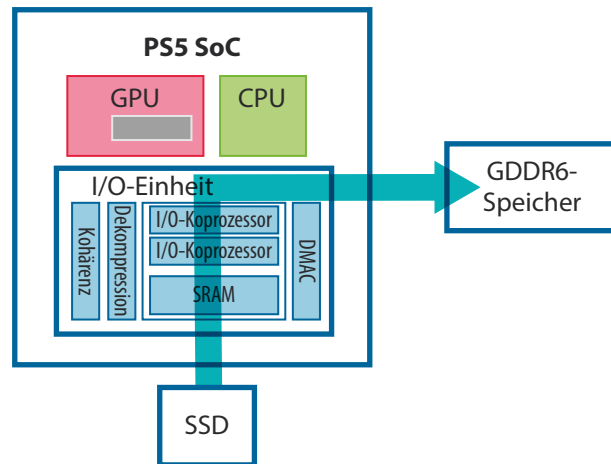 PS5 SoC
GPU
CPU
I/O-Einheit
Kohärenz
Dekompression
I/O-Koprozessor
I/O-Koprozessor
SRAM
DMAC
GDDR6-
Speicher
SSD